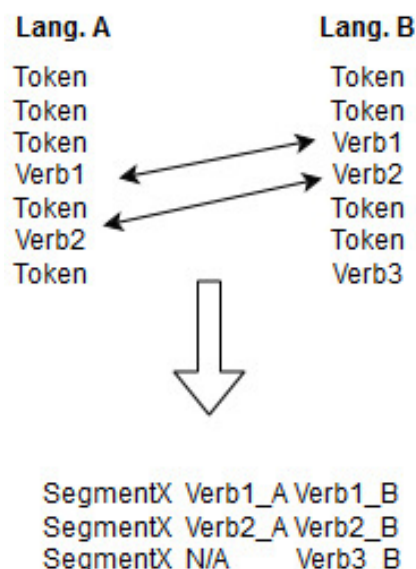 Lang. A Lang. B
Token Token
Token Token
Token Verb1
Verb1 Verb2
Token Token
Verb2 Token
Token Verb3
SegmentX Verb1_A Verb1_B
SegmentX Verb2_A Verb2_B
SegmentX N/A Verb3_B